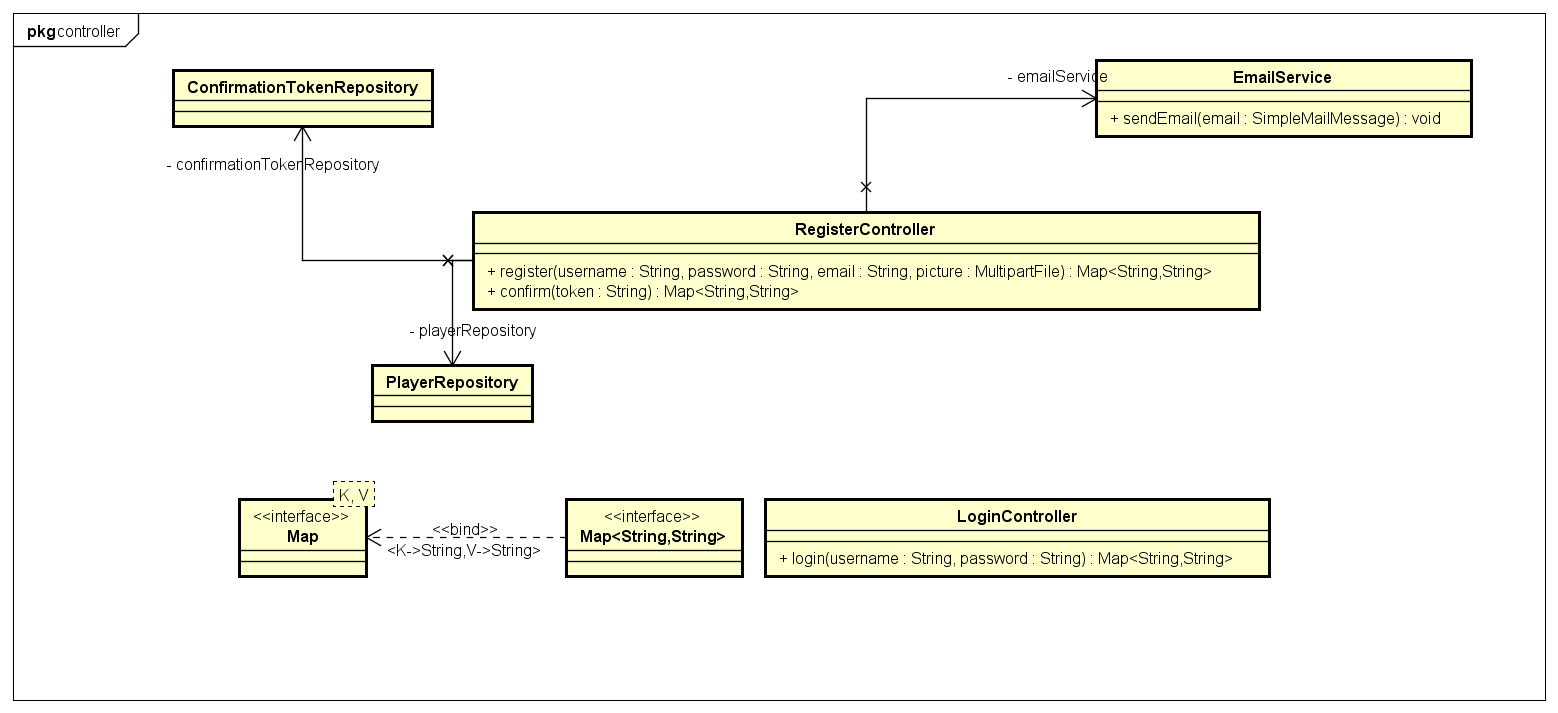 pkg controller
ConfirmationTokenRepository
- confirmationTokenRepository
- emailService
EmailService
+ sendEmail(email : SimpleMailMessage) : void
RegisterController
+ register(username : String, password : String, email : String, picture : MultipartFile) : Map<String,String>
+ confirm(token : String) : Map<String,String>
- playerRepository
PlayerRepository
K, V
<<interface>>
Map
<<bind>>
<K->String,V->String>
<<interface>>
Map<String,String>
LoginController
+ login(username : String, password : String) : Map<String,String>